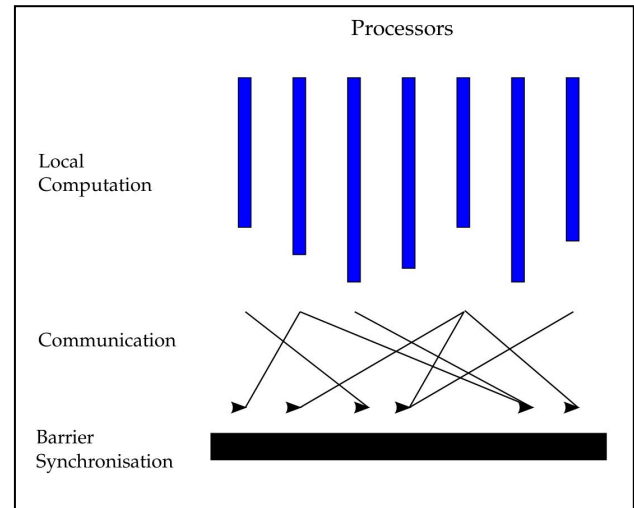 Processors
Local
Computation
Communication
Barrier
Synchronisation